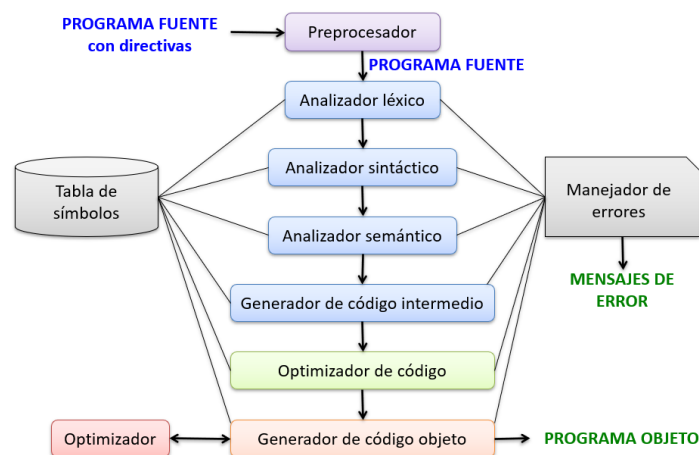 PROGRAMA FUENTE
con directivas
Preprocesador
PROGRAMA FUENTE
Analizador léxico
Analizador sintáctico
Tabla de
símbolos
Manejador de
errores
Analizador semántico
MENSAJES DE
ERROR
Generador de código intermedio
Optimizador de código
Optimizador
Generador de código objeto
PROGRAMA OBJETO